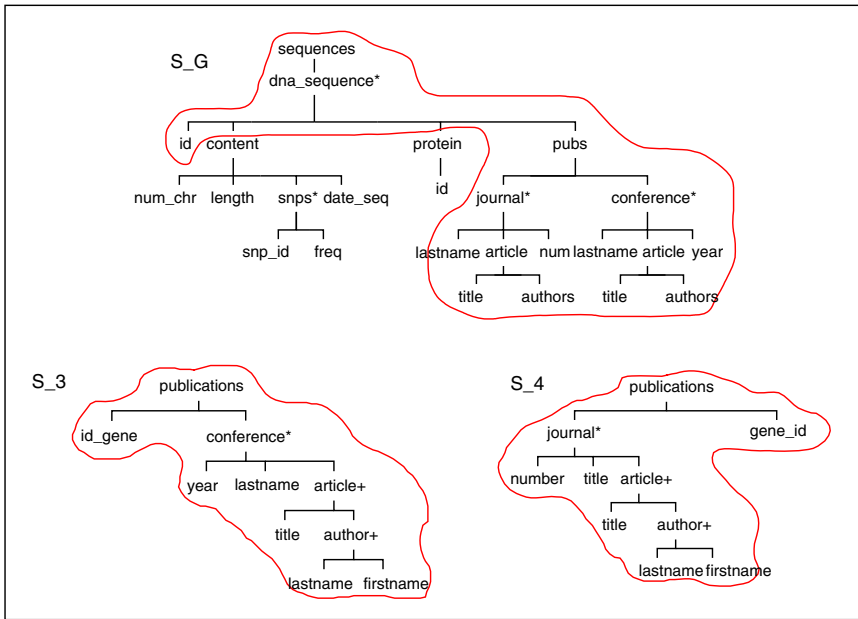 sequences
S_G
dna_sequence*
id content protein pubs
id
num_chr length snps* date_seq journal* conference*
snp_id freq lastname article num lastname article year
title authors title authors
S_3 publications S_4 publications
id_gene conference* journal* gene_id
year lastname article+ number title article+
title author+ title author+
lastname firstname lastname firstname